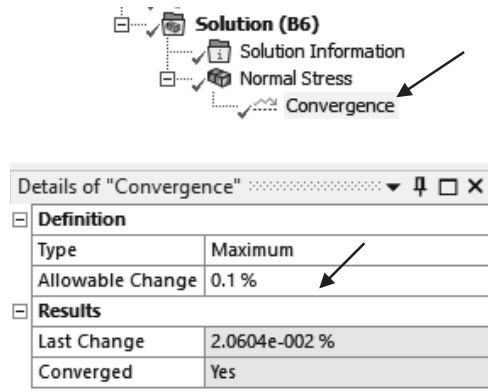 Solution (B6)
Solution Information
Normal Stress
Convergence
Details of "Convergence"
Definition
Type Maximum
Allowable Change 0.1 %
Results
Last Change 2.0604e-002 %
Converged Yes